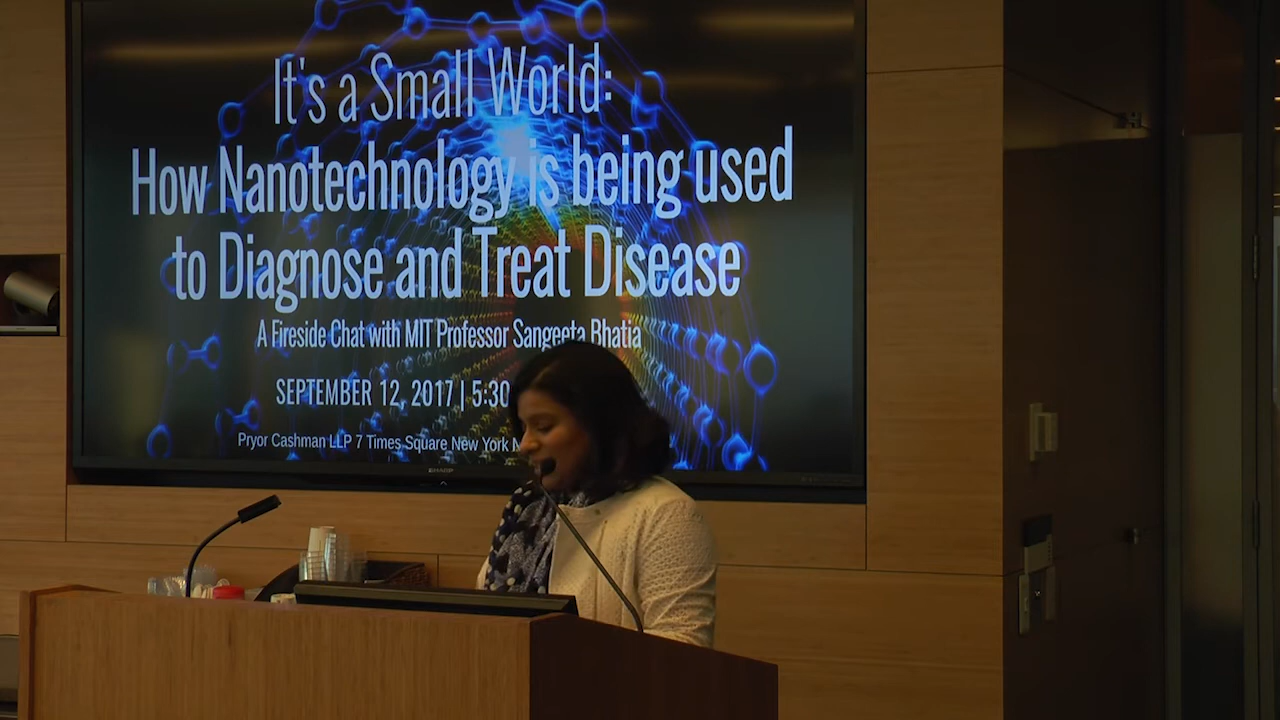 It's a Small World:
How Nanotechnology is being used
to Diagnose and Treat Disease
A Fireside Chat with MIT Professor Sangeeta Bhatia
SEPTEMBER 12, 2017 | 5:30
Pryor Cashman LLP 7 Times Square New York
SHARP